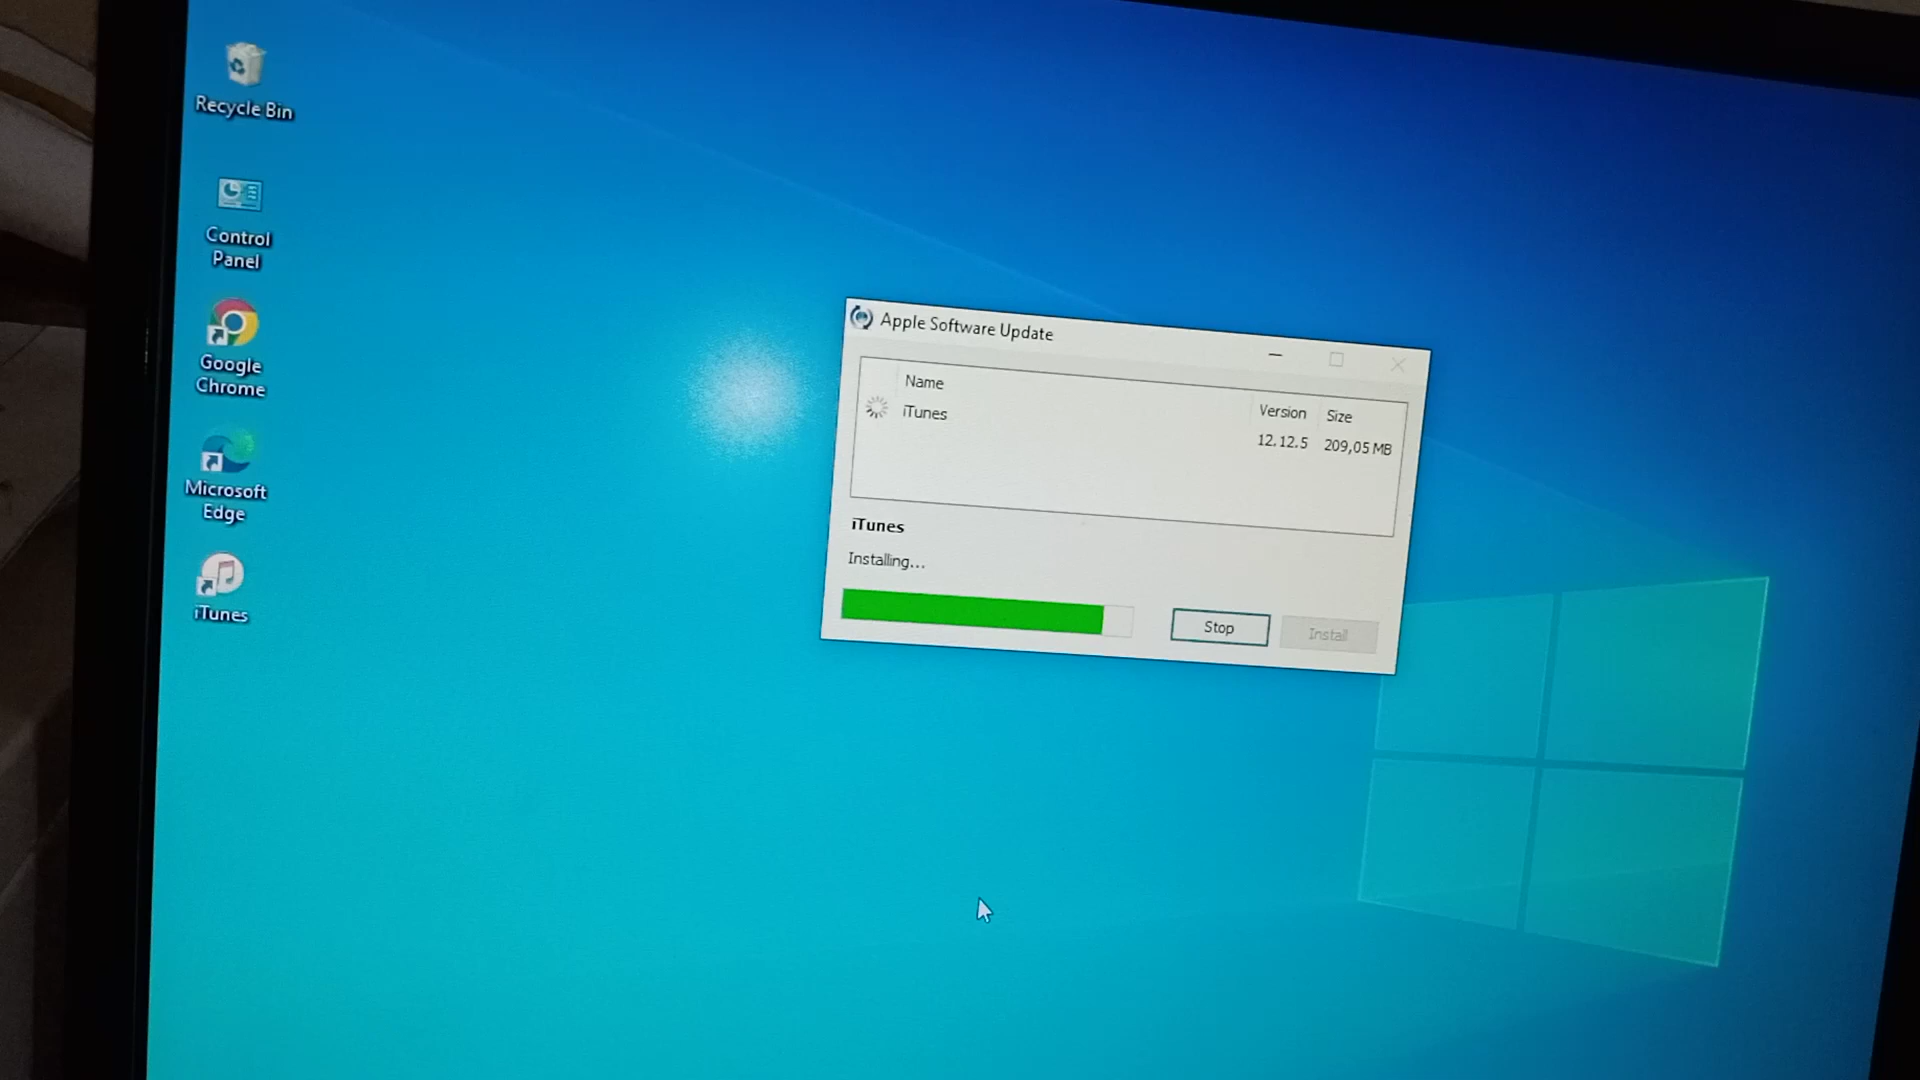 Recycle Bin
Control
Panel
Google
Chrome
Microsoft
Edge
iTunes
Apple Software Update
Name
Version
Size
iTunes
12.12.5
209,05 MB
iTunes
Installing...
Stop
Install